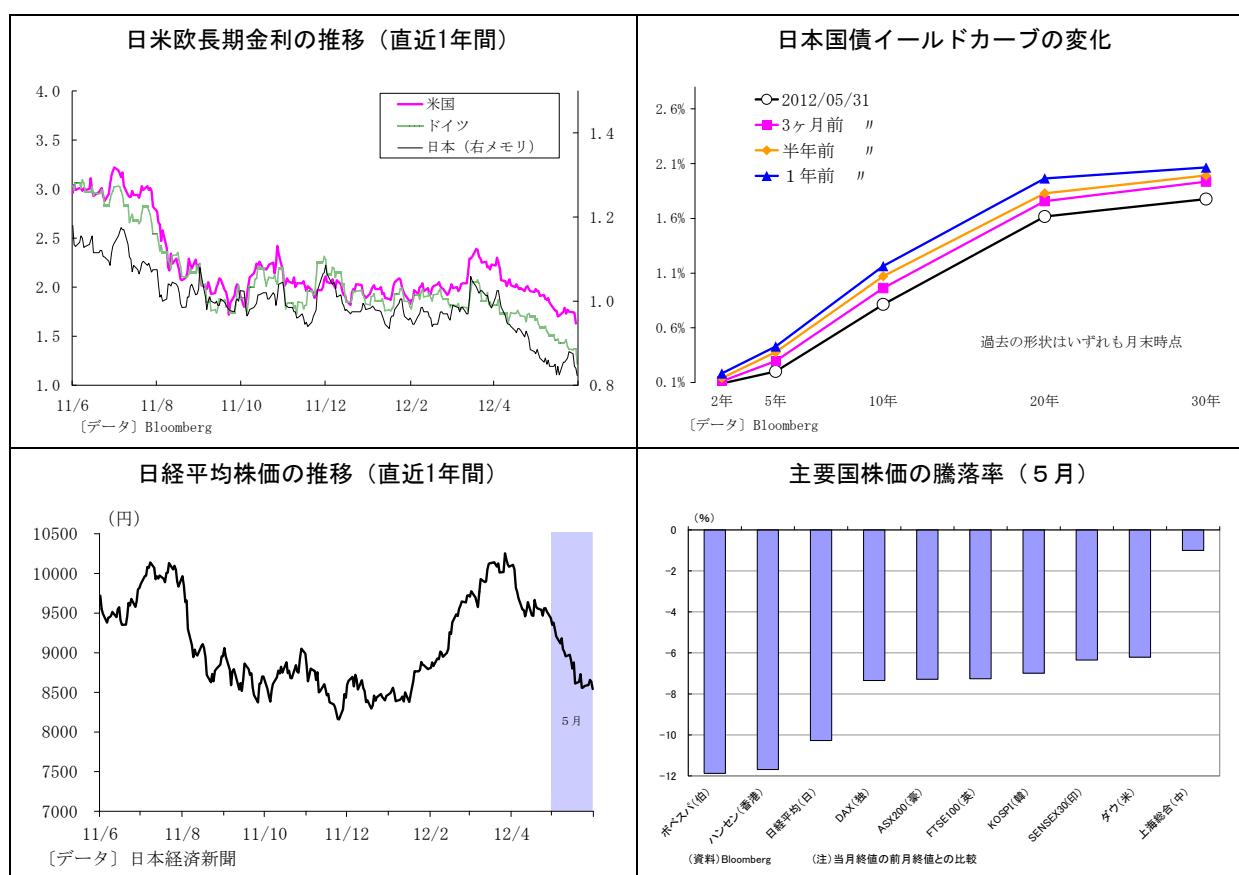 日米欧長期金利の推移（直近1年間）
4.0
3.5
3.0
2.5
2.0
1.5
1.0
1.4
1.2
1.0
0.8
米国
ドイツ
日本（右メモリ）
11/6 11/8 11/10 11/12 12/2 12/4
〔データ〕Bloomberg
日本国債イールドカーブの変化
2.6%
2.1%
1.6%
1.1%
0.6%
0.1%
2012/05/31
3ヶ月前 〃
半年前 〃
１年前 〃
過去の形状はいずれも月末時点
2年 5年 10年 20年 30年
〔データ〕Bloomberg
日経平均株価の推移（直近1年間）
（円）
10500
10000
9500
9000
8500
8000
7500
7000
５月
11/6 11/8 11/10 11/12 12/2 12/4
〔データ〕日本経済新聞
主要国株価の騰落率（５月）
（%）
0
-2
-4
-6
-8
-10
-12
ボベスパ(伯)
ハンセン(香港)
日経平均(日)
DAX(独)
ASX200(豪)
FTSE100(英)
KOSPI(韓)
SENSEX30(印)
ダウ(米)
上海総合(中)
（資料）Bloomberg （注）当月終値の前月終値との比較